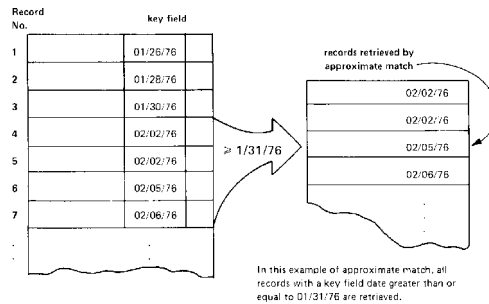 Record
No.
key field
1 01/26/76
2 01/28/76
3 01/30/76
4 02/02/76
5 02/02/76
6 02/05/76
7 02/06/76
≥ 1/31/76
records retrieved by
approximate match
02/02/76
02/02/76
02/05/76
02/06/76
In this example of approximate match, all
records with a key field date greater than or
equal to 01/31/76 are retrieved.